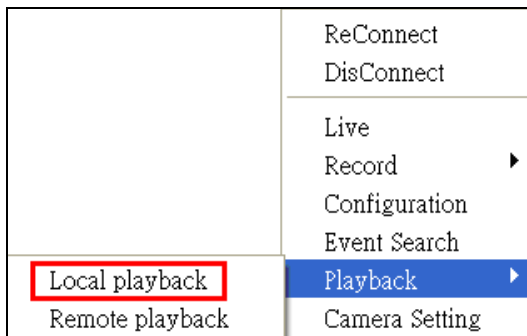 ReConnect
DisConnect
Live
Record
Configuration
Event Search
Playback
Camera Setting
Local playback
Remote playback